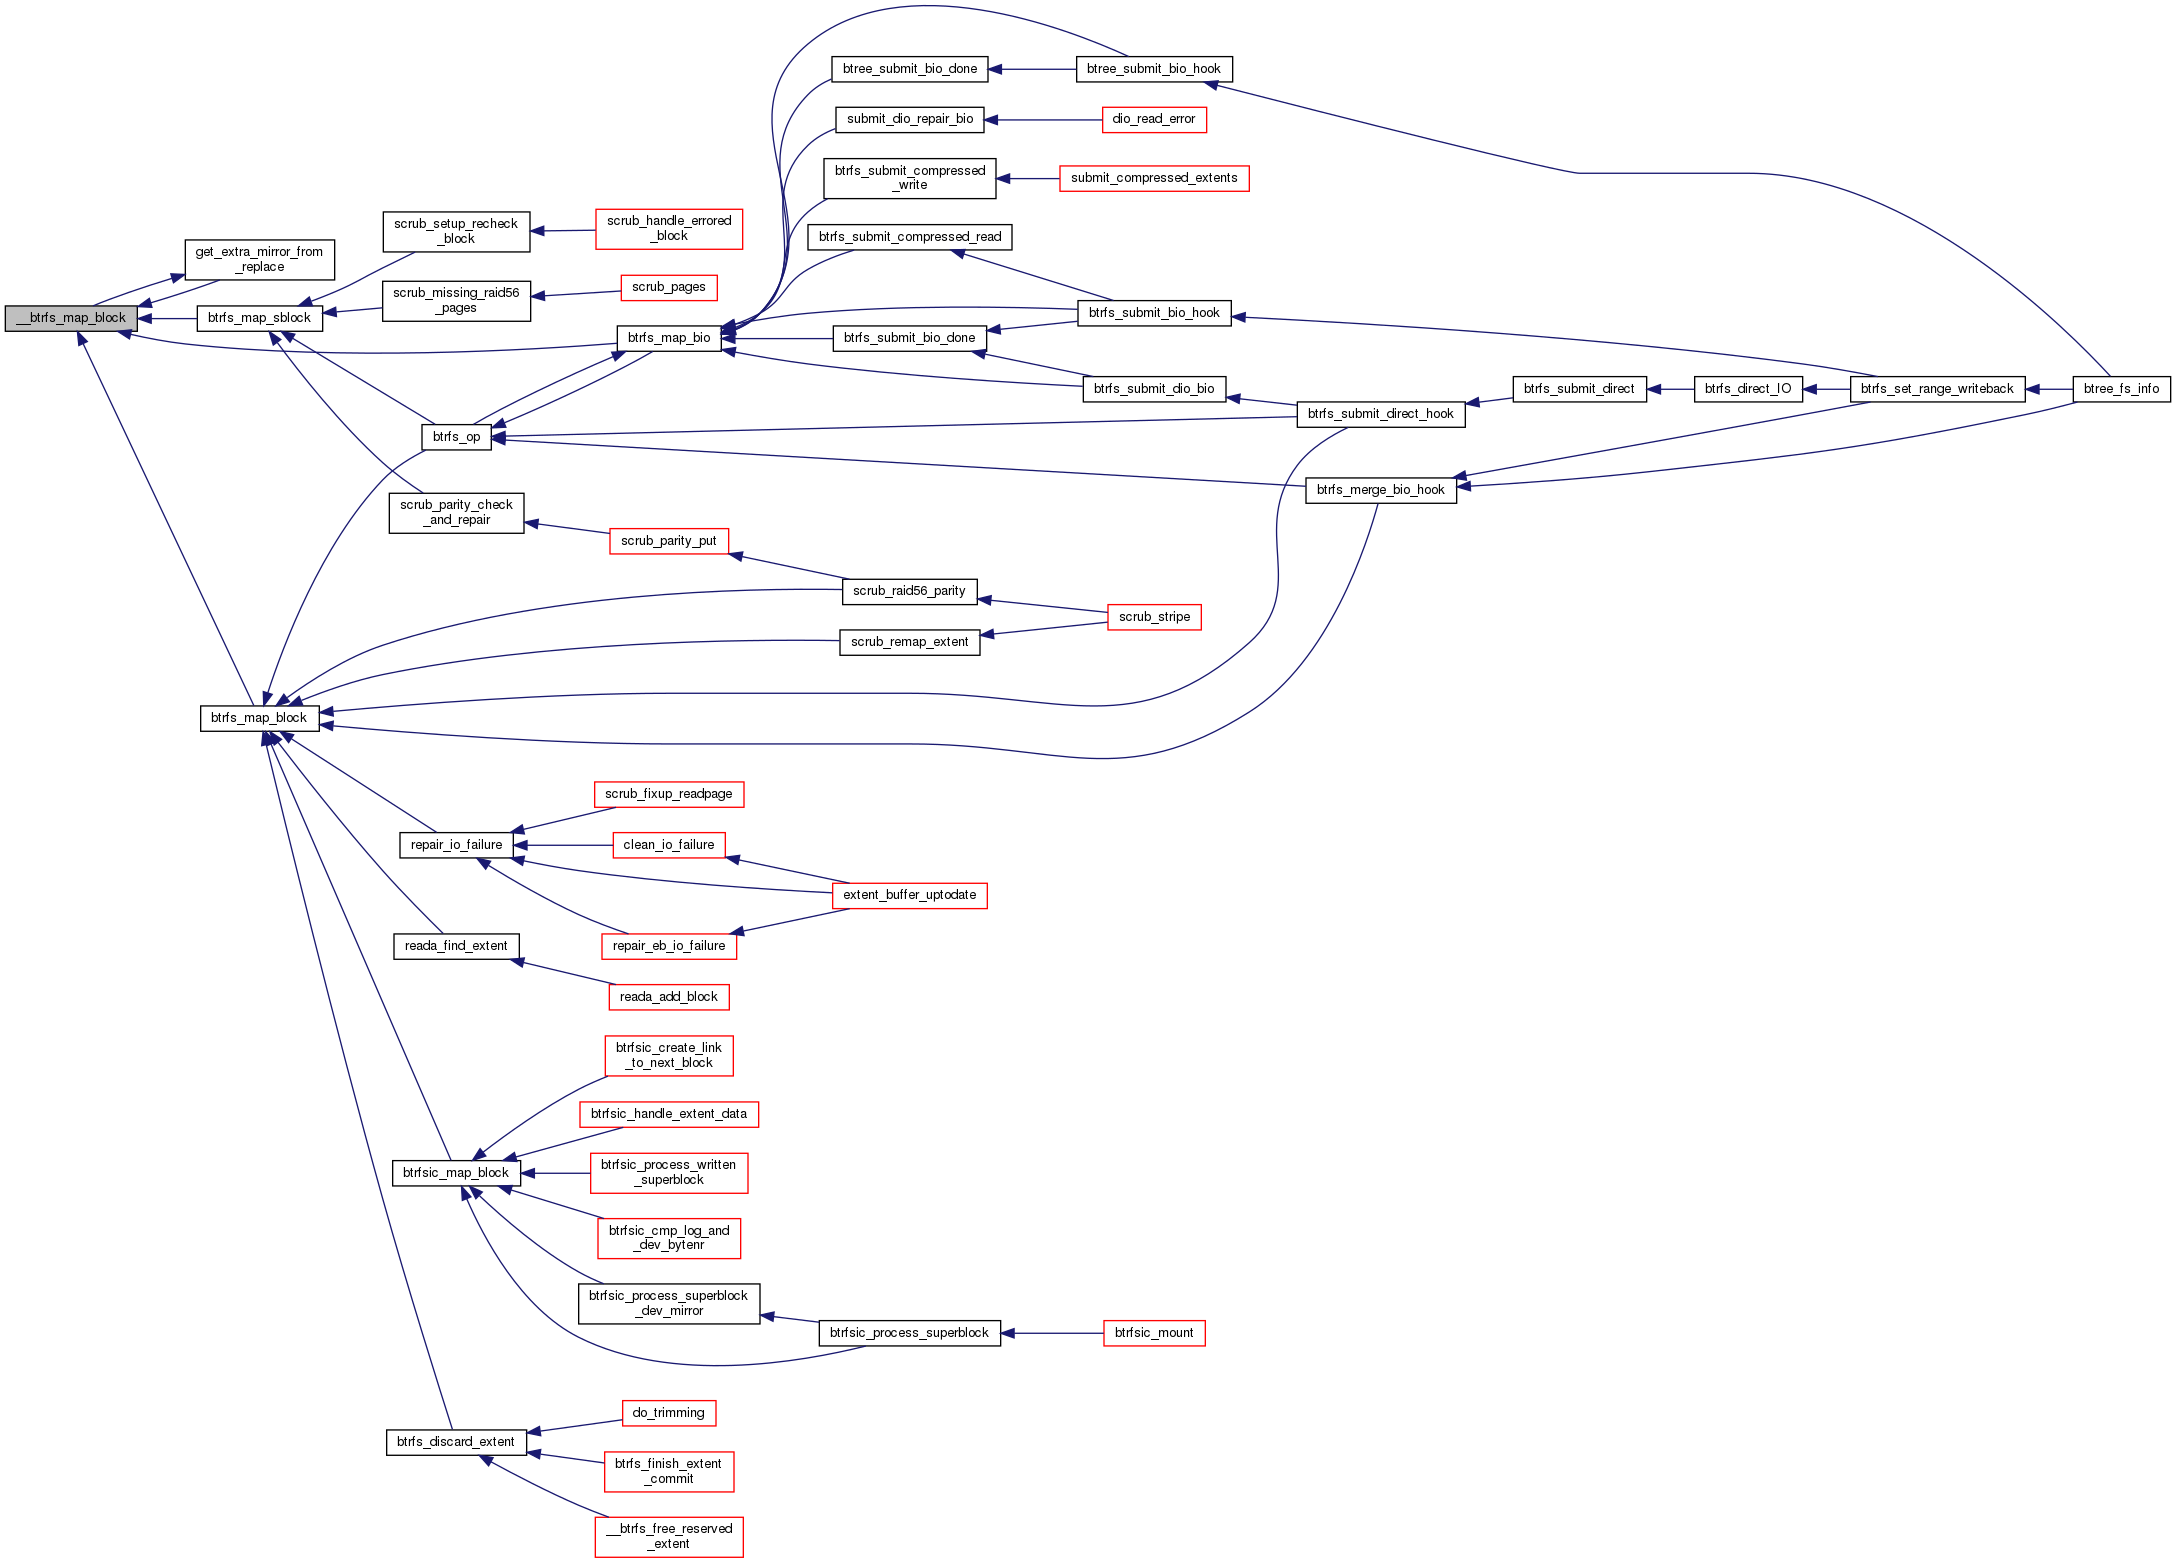 btree_submit_bio_done
btree_submit_bio_hook
submit_dio_repair_bio
dio_read_error
btrfs_submit_compressed
_write
submit_compressed_extents
scrub_setup_recheck
_block
scrub_handle_errored
_block
btrfs_submit_compressed_read
get_extra_mirror_from
_replace
scrub_missing_raid56
_pages
scrub_pages
__btrfs_map_block
btrfs_map_sblock
btrfs_submit_bio_hook
btrfs_map_bio
btrfs_submit_bio_done
btrfs_submit_dio_bio
btrfs_submit_direct
btrfs_direct_IO
btrfs_set_range_writeback
btree_fs_info
btrfs_submit_direct_hook
btrfs_op
btrfs_merge_bio_hook
scrub_parity_check
_and_repair
scrub_parity_put
scrub_raid56_parity
scrub_stripe
scrub_remap_extent
btrfs_map_block
scrub_fixup_readpage
repair_io_failure
clean_io_failure
extent_buffer_uptodate
reada_find_extent
repair_eb_io_failure
reada_add_block
btrfsic_create_link
_to_next_block
btrfsic_handle_extent_data
btrfsic_map_block
btrfsic_process_written
_superblock
btrfsic_cmp_log_and
_dev_bytenr
btrfsic_process_superblock
_dev_mirror
btrfsic_process_superblock
btrfsic_mount
do_trimming
btrfs_discard_extent
btrfs_finish_extent
_commit
__btrfs_free_reserved
_extent